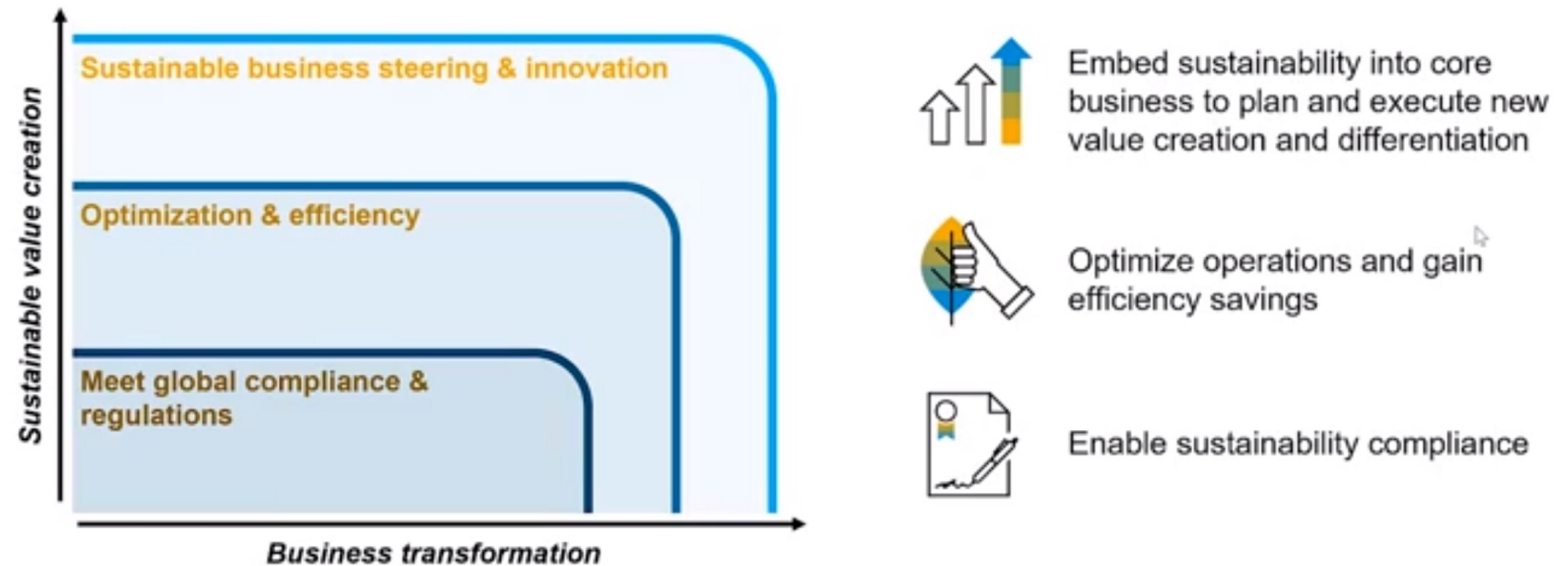 Sustainable value creation
Sustainable business steering & innovation
Optimization & efficiency
Meet global compliance &
regulations
Business transformation
Embed sustainability into core
business to plan and execute new
value creation and differentiation
Optimize operations and gain
efficiency savings
Enable sustainability compliance